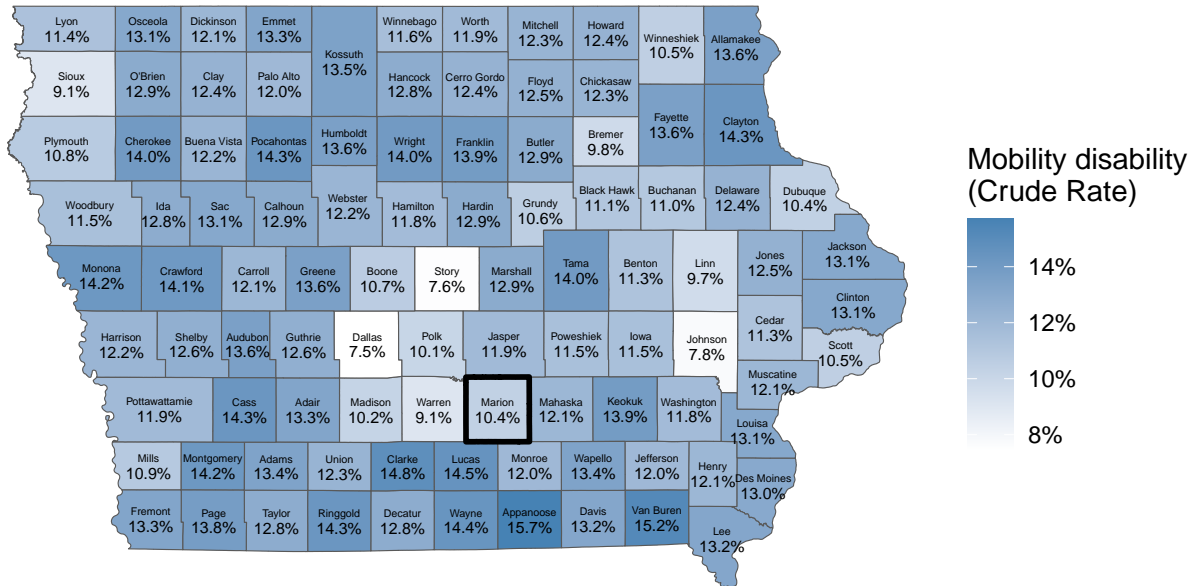 Lyon
11.4%
Osceola
13.1%
Dickinson
12.1%
Emmet
13.3%
Kossuth
13.5%
Winnebago
11.6%
Worth
11.9%
Mitchell
12.3%
Howard
12.4%
Winneshiek
10.5%
Allamakee
13.6%
Sioux
9.1%
O'Brien
12.9%
Clay
12.4%
Palo Alto
12.0%
Hancock
12.8%
Cerro Gordo
12.4%
Floyd
12.5%
Chickasaw
12.3%
Fayette
13.6%
Clayton
14.3%
Plymouth
10.8%
Cherokee
14.0%
Buena Vista
12.2%
Pocahontas
14.3%
Humboldt
13.6%
Wright
14.0%
Franklin
13.9%
Butler
12.9%
Bremer
9.8%
Woodbury
11.5%
Ida
12.8%
Sac
13.1%
Calhoun
12.9%
Webster
12.2%
Hamilton
11.8%
Hardin
12.9%
Grundy
10.6%
Black Hawk
11.1%
Buchanan
11.0%
Delaware
12.4%
Dubuque
10.4%
Monona
14.2%
Crawford
14.1%
Carroll
12.1%
Greene
13.6%
Boone
10.7%
Story
7.6%
Marshall
12.9%
Tama
14.0%
Benton
11.3%
Linn
9.7%
Jones
12.5%
Jackson
13.1%
Clinton
13.1%
Harrison
12.2%
Shelby
12.6%
Audubon
13.6%
Guthrie
12.6%
Dallas
7.5%
Polk
10.1%
Jasper
11.9%
Poweshiek
11.5%
Iowa
11.5%
Johnson
7.8%
Cedar
11.3%
Scott
10.5%
Muscatine
12.1%
Pottawattamie
11.9%
Cass
14.3%
Adair
13.3%
Madison
10.2%
Warren
9.1%
Marion
10.4%
Mahaska
12.1%
Keokuk
13.9%
Washington
11.8%
Louisa
13.1%
Mills
10.9%
Montgomery
14.2%
Adams
13.4%
Union
12.3%
Clarke
14.8%
Lucas
14.5%
Monroe
12.0%
Wapello
13.4%
Jefferson
12.0%
Henry
12.1%
Des Moines
13.0%
Fremont
13.3%
Page
13.8%
Taylor
12.8%
Ringgold
14.3%
Decatur
12.8%
Wayne
14.4%
Appanoose
15.7%
Davis
13.2%
Van Buren
15.2%
Lee
13.2%
Mobility disability
(Crude Rate)
14%
12%
10%
8%